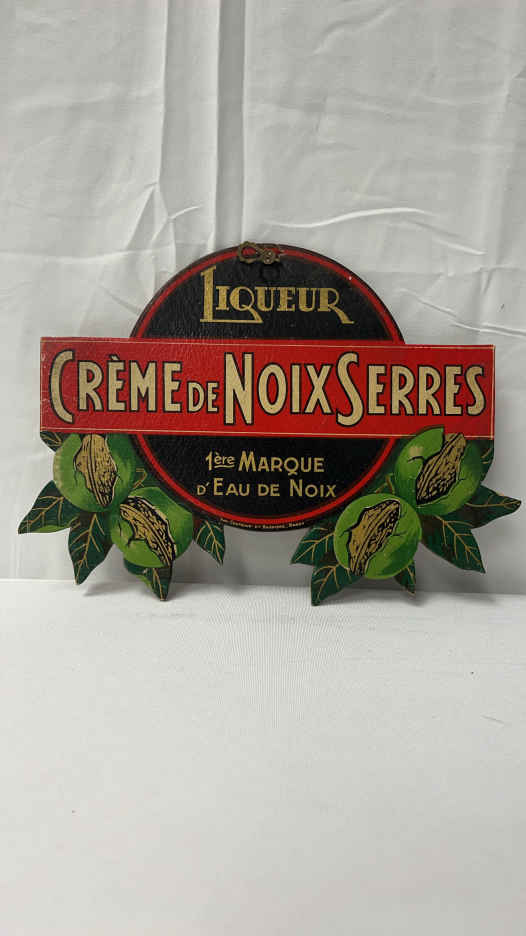 LIQUEUR
CRÈME DE NOIX SERRES
1ère MARQUE
D'EAU DE NOIX